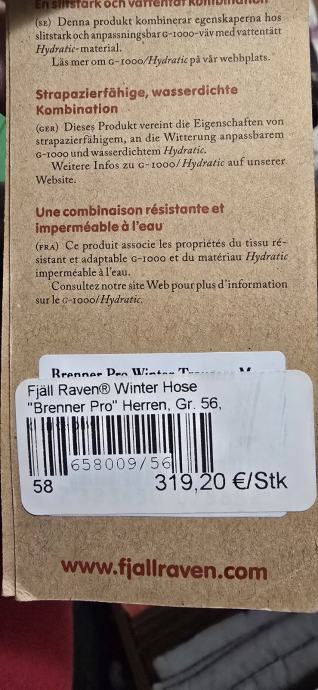 En slitstark och vattentät kombination
(SE) Denna produkt kombinerar egenskaperna hos
slitstark och anpassningsbar G-1000-väv med vattentätt
Hydratic-material.
Läs mer om G-1000/Hydratic på vår webbplats.
Strapazierfähige, wasserdichte
Kombination
(GER) Dieses Produkt vereint die Eigenschaften von
strapazierfähigem, an die Witterung anpassbarem
G-1000 und wasserdichtem Hydratic.
Weitere Infos zu G-1000/Hydratic auf unserer
Website.
Une combinaison résistante et
imperméable à l'eau
(FRA) Ce produit associe les propriétés du tissu ré-
sistant et adaptable G-1000 et du matériau Hydratic
imperméable à l'eau.
Consultez notre site Web pour plus d'information
sur le G-1000/Hydratic.
Brenner Pro Winter Trousers M
Fjäll Raven® Winter Hose
"Brenner Pro" Herren, Gr. 56,
658009/56
58 319,20 €/Stk
www.fjallraven.com